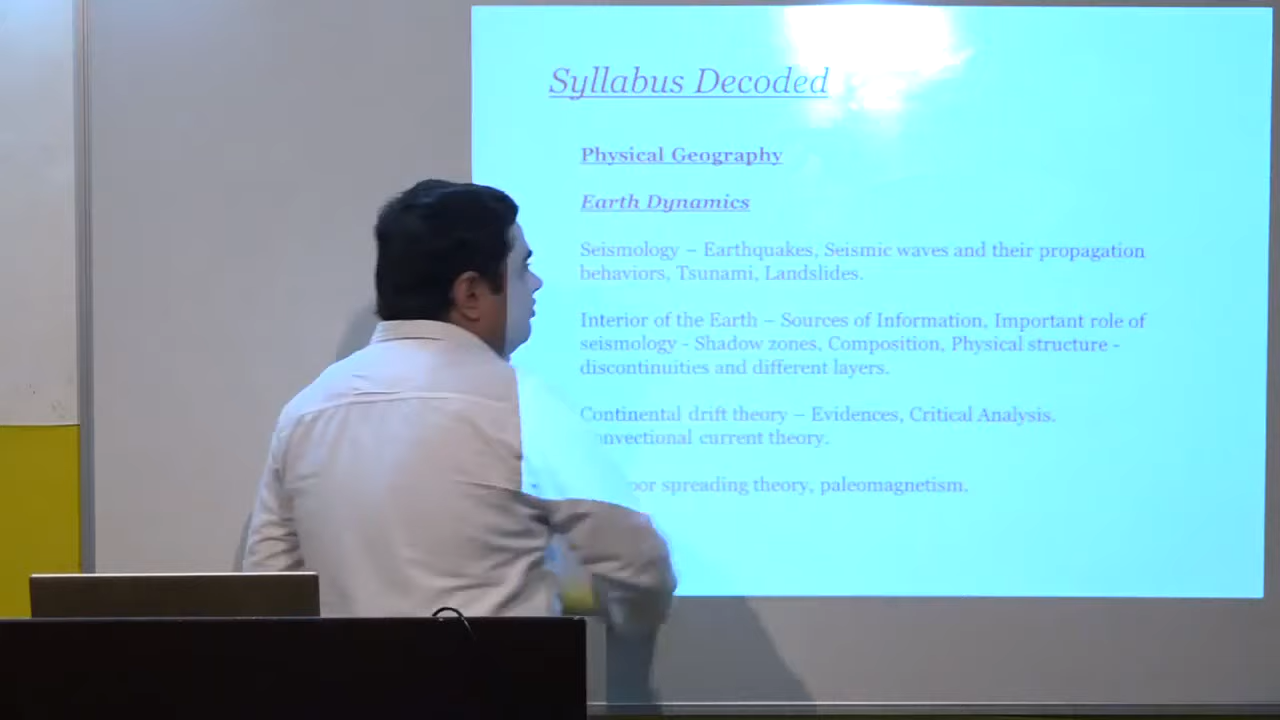 Syllabus Decoded
Physical Geography
Earth Dynamics
Seismology – Earthquakes, Seismic waves and their propagation
behaviors, Tsunami, Landslides.
Interior of the Earth – Sources of Information, Important role of
seismology - Shadow zones, Composition, Physical structure -
discontinuities and different layers.
Continental drift theory – Evidences, Critical Analysis.
onvectional current theory.
oor spreading theory, paleomagnetism.